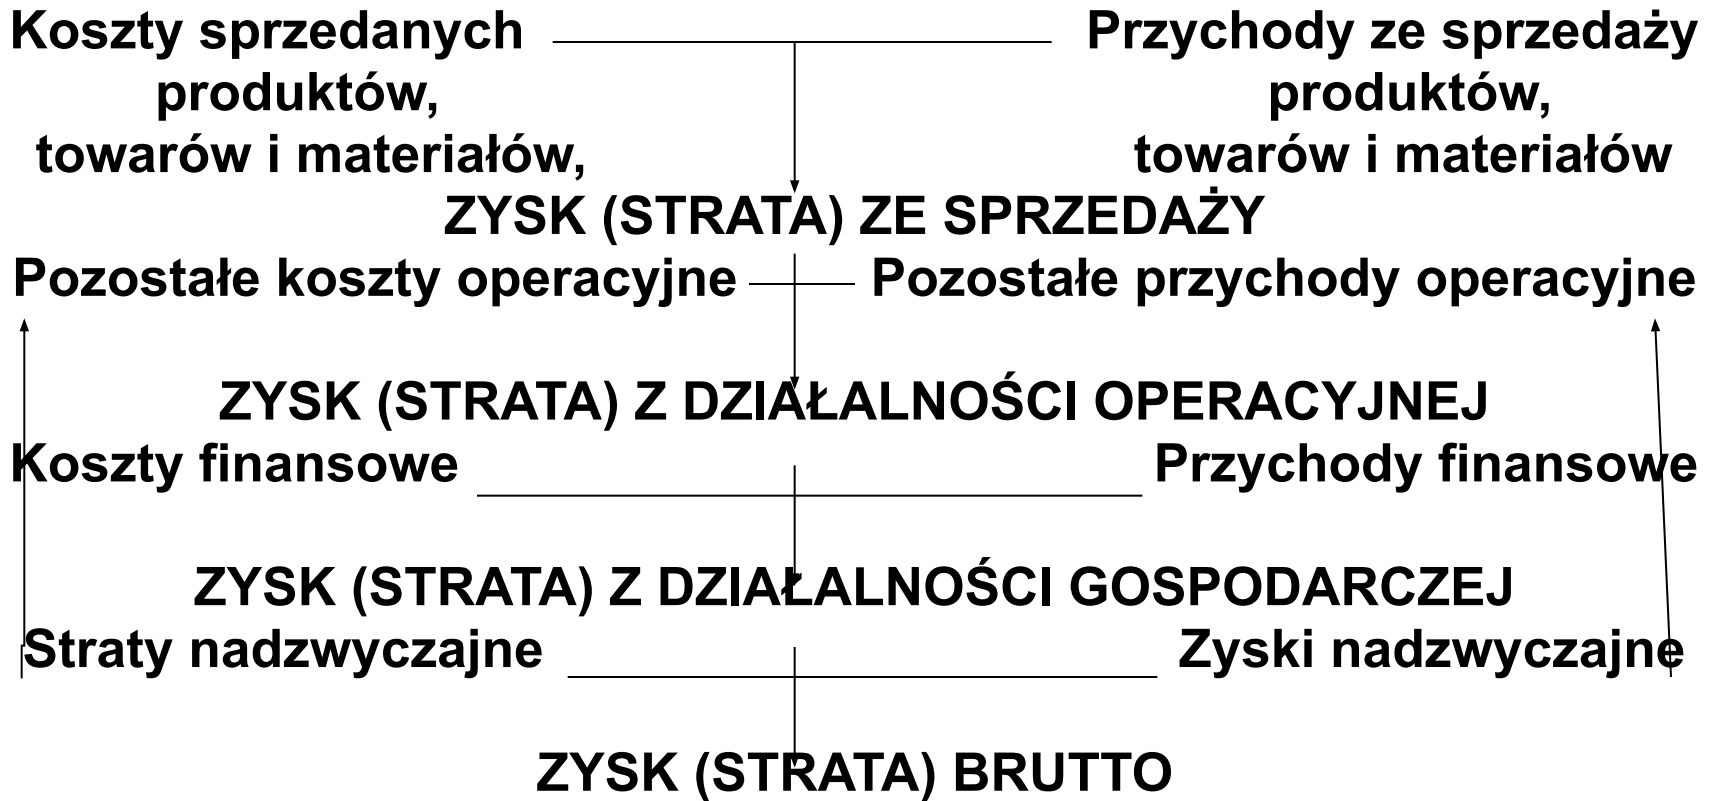 Koszty sprzedanych
produktów,
towarów i materiałów,
Przychody ze sprzedaży
produktów,
towarów i materiałów
ZYSK (STRATA) ZE SPRZEDAŻY
Pozostałe koszty operacyjne
Pozostałe przychody operacyjne
ZYSK (STRATA) Z DZIAŁALNOŚCI OPERACYJNEJ
Koszty finansowe
Przychody finansowe
ZYSK (STRATA) Z DZIAŁALNOŚCI GOSPODARCZEJ
Straty nadzwyczajne
Zyski nadzwyczajne
ZYSK (STRATA) BRUTTO